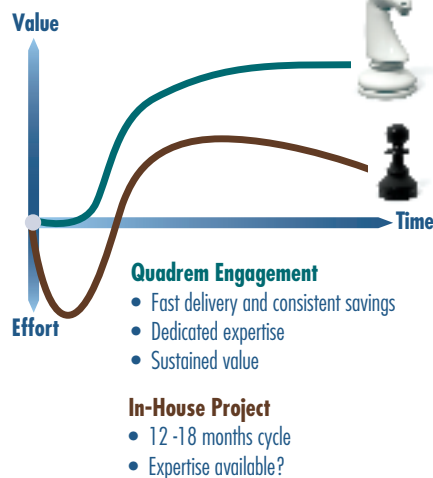 Value
Time
Effort
Quadrem Engagement
• Fast delivery and consistent savings
• Dedicated expertise
• Sustained value
In-House Project
• 12 -18 months cycle
• Expertise available?